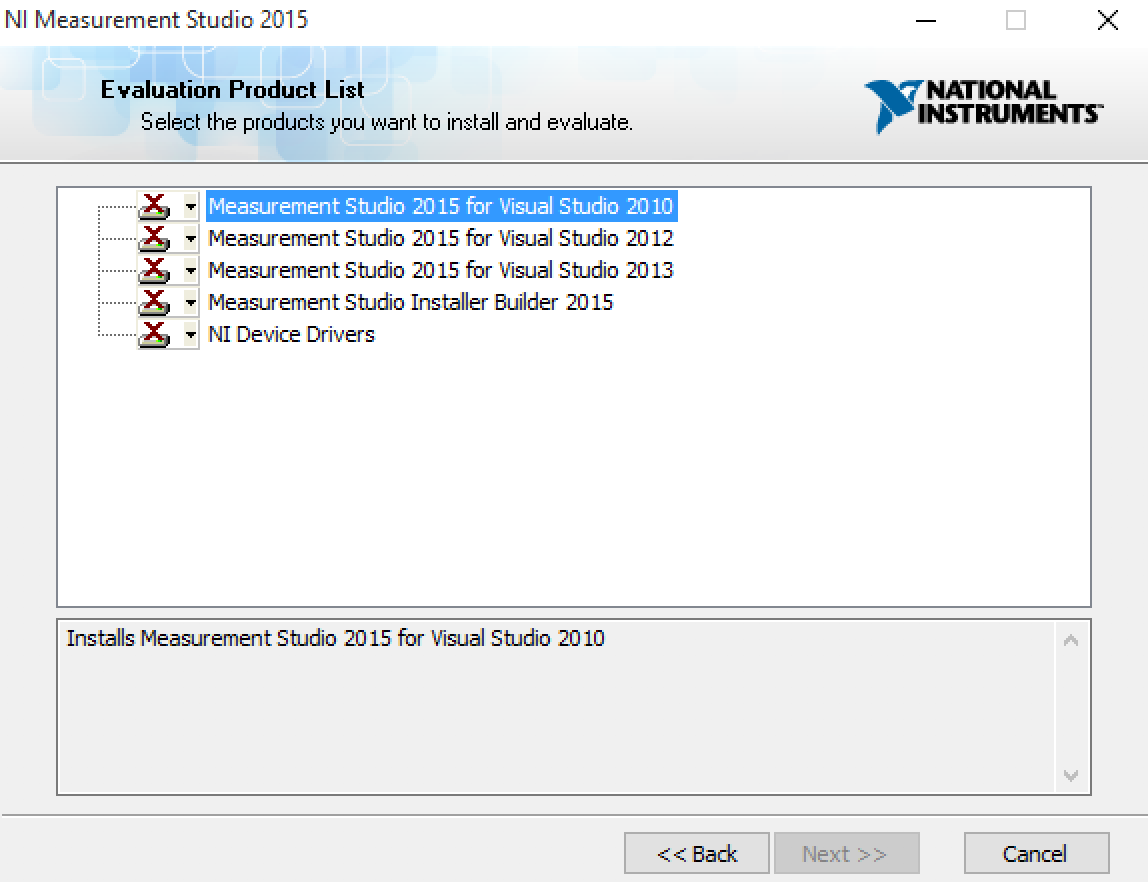 NI Measurement Studio 2015
Evaluation Product List
Select the products you want to install and evaluate.
NATIONAL
INSTRUMENTS™
Measurement Studio 2015 for Visual Studio 2010
Measurement Studio 2015 for Visual Studio 2012
Measurement Studio 2015 for Visual Studio 2013
Measurement Studio Installer Builder 2015
NI Device Drivers
Installs Measurement Studio 2015 for Visual Studio 2010
<< Back Next >> Cancel